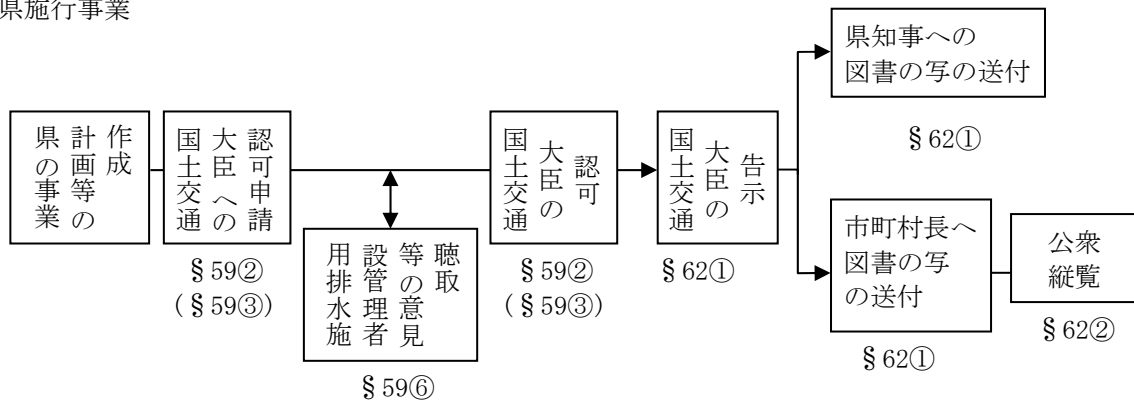 県施行事業
県の事業
計画等の
作成
国土交通
大臣への
認可申請
§59②
(§59③)
用排水施
設管理者
等の意見
聴取
§59⑥
国土交通
大臣の
認可
§59②
(§59③)
国土交通
大臣の
告示
§62①
県知事への
図書の写の送付
§62①
市町村長へ
図書の写
の送付
§62①
公衆
縦覧
§62②